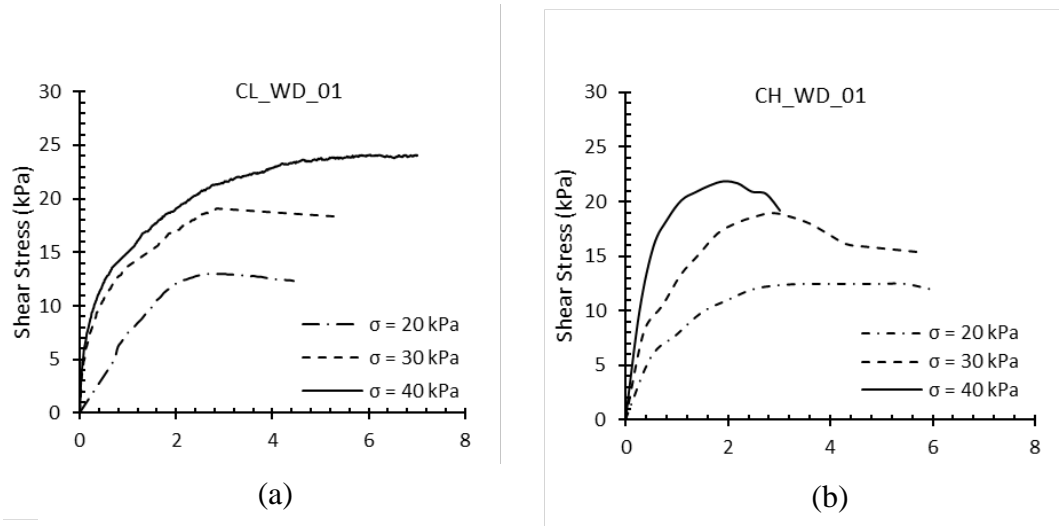 CL_WD_01
Shear Stress (kPa)
30
25
20
15
10
5
0
σ = 20 kPa
σ = 30 kPa
σ = 40 kPa
0 2 4 6 8
(a)
CH_WD_01
Shear Stress (kPa)
30
25
20
15
10
5
0
σ = 20 kPa
σ = 30 kPa
σ = 40 kPa
0 2 4 6 8
(b)